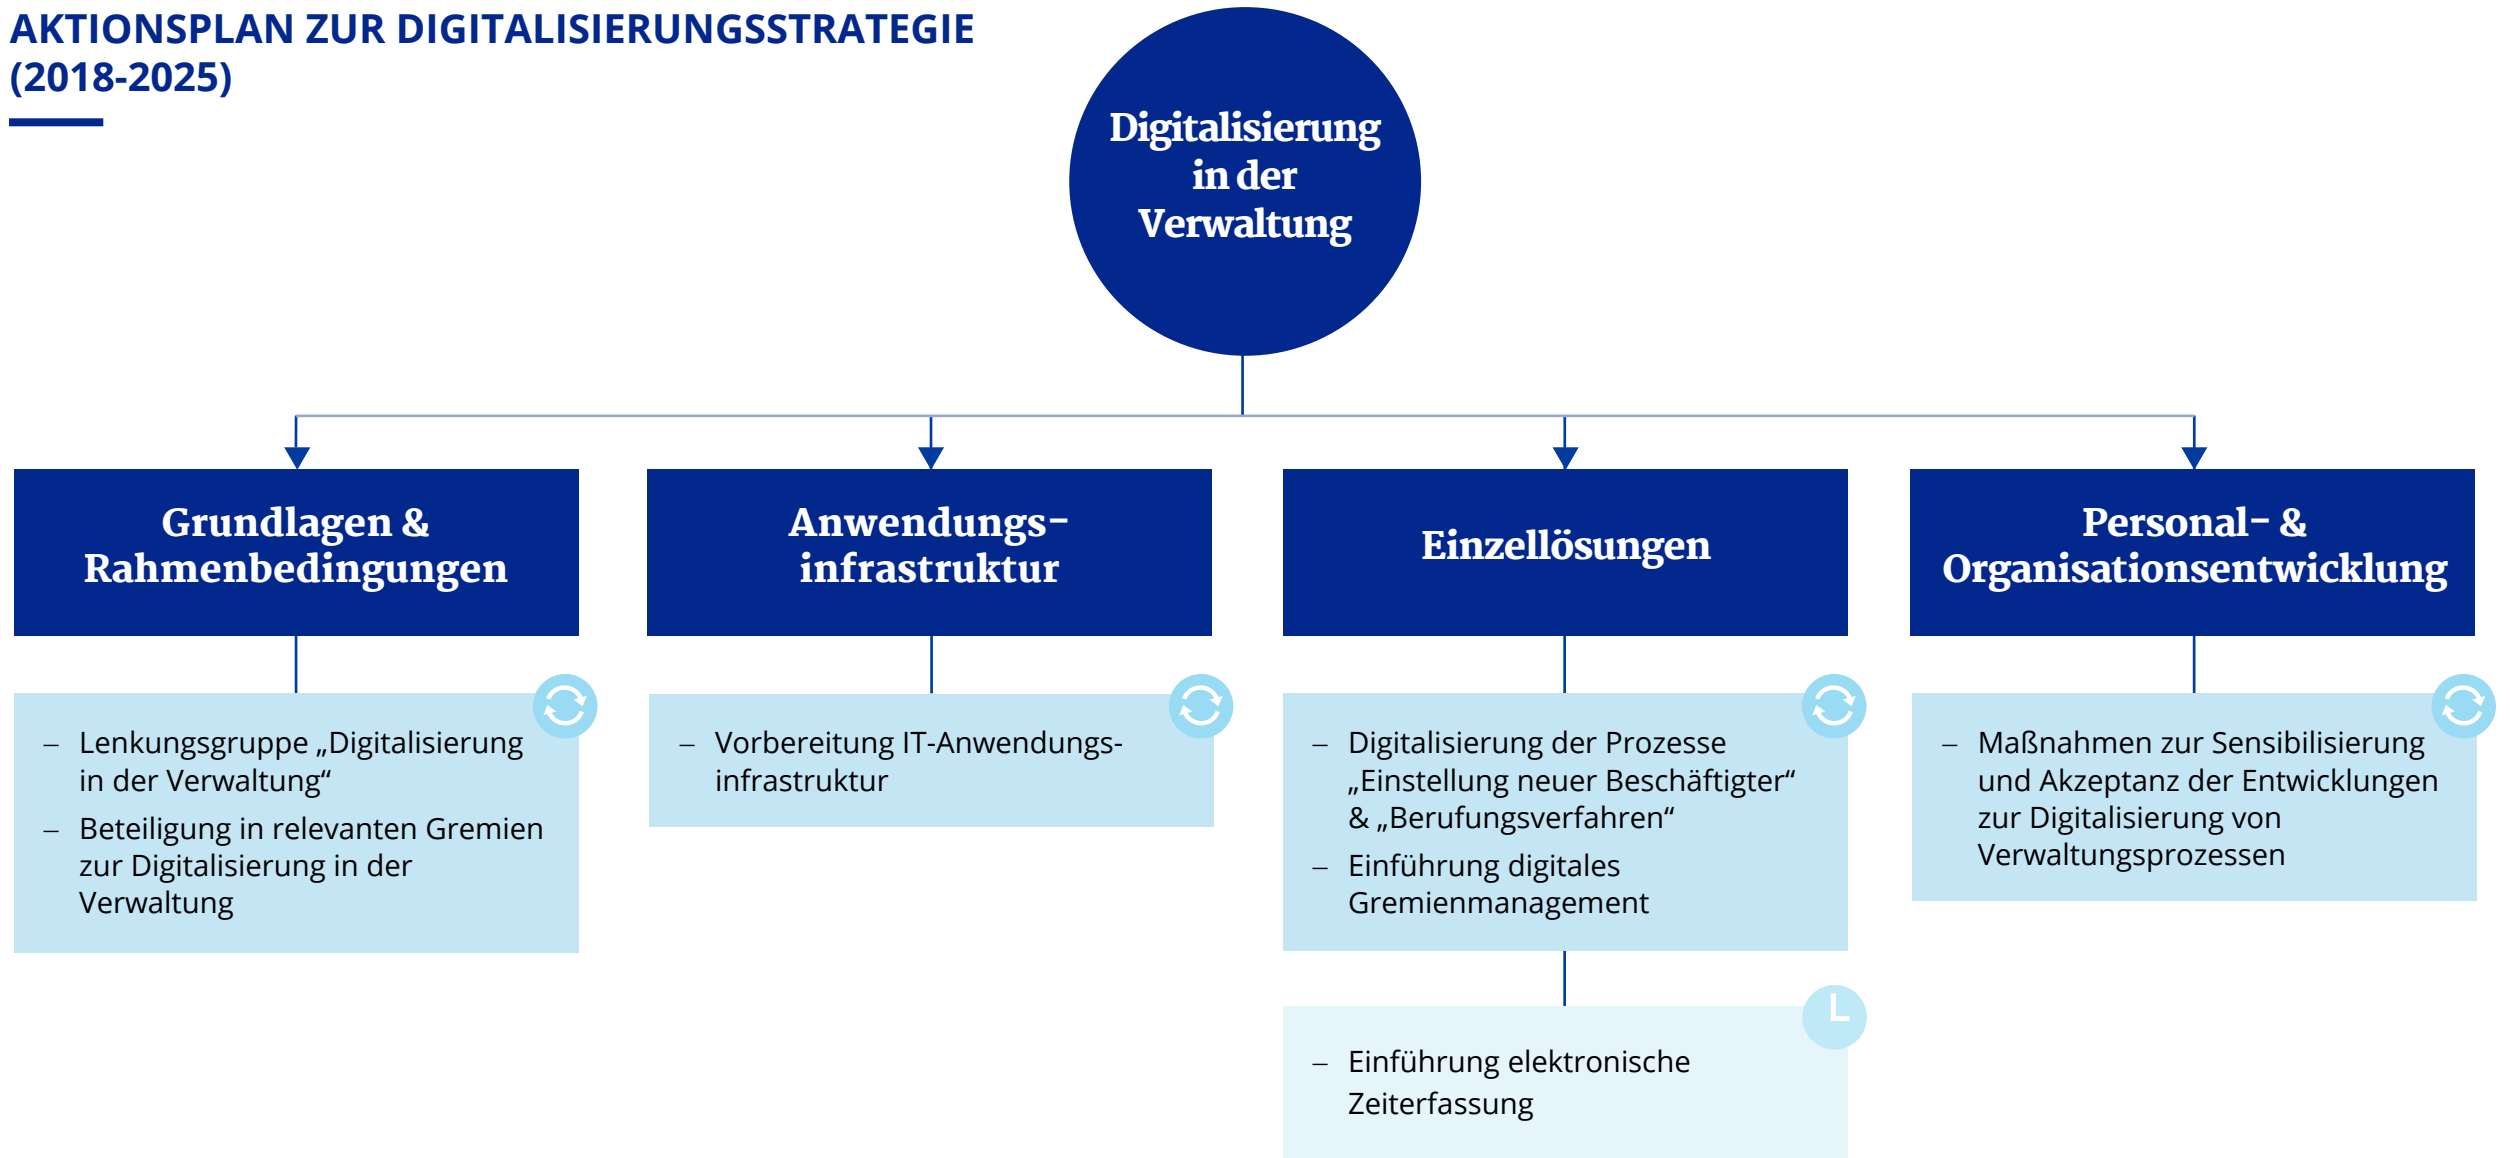 AKTIONSPLAN ZUR DIGITALISIERUNGSSTRATEGIE
(2018-2025)
Digitalisierung
in der
Verwaltung
Grundlagen &
Rahmenbedingungen
– Lenkungsgruppe „Digitalisierung
in der Verwaltung“
– Beteiligung in relevanten Gremien
zur Digitalisierung in der
Verwaltung
Anwendungs-
infrastruktur
– Vorbereitung IT-Anwendungs-
infrastruktur
Einzellösungen
– Digitalisierung der Prozesse
„Einstellung neuer Beschäftigter“
& „Berufungsverfahren“
– Einführung digitales
Gremienmanagement
– Einführung elektronische
Zeiterfassung
Personal- &
Organisationsentwicklung
– Maßnahmen zur Sensibilisierung
und Akzeptanz der Entwicklungen
zur Digitalisierung von
Verwaltungsprozessen